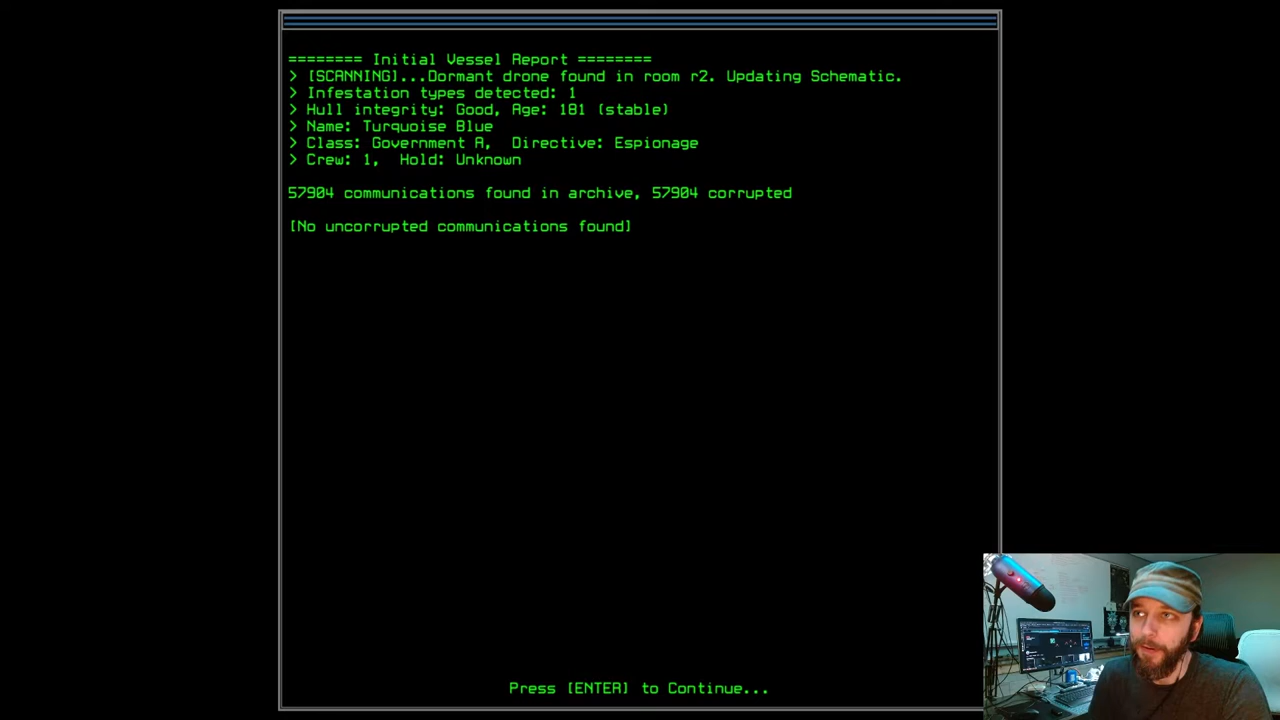 ======== Initial Vessel Report ========
> [SCANNING]...Dormant drone found in room r2. Updating Schematic.
> Infestation types detected: 1
> Hull integrity: Good, Age: 181 (stable)
> Name: Turquoise Blue
> Class: Government A,  Directive: Espionage
> Crew: 1,  Hold: Unknown
57904 communications found in archive, 57904 corrupted
[No uncorrupted communications found]
Press [ENTER] to Continue...